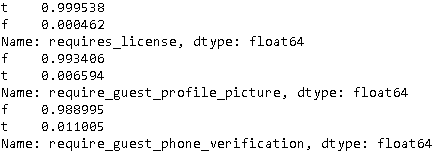 t    0.999538
f    0.000462
Name: requires_license, dtype: float64
f    0.993406
t    0.006594
Name: require_guest_profile_picture, dtype: float64
f    0.988995
t    0.011005
Name: require_guest_phone_verification, dtype: float64